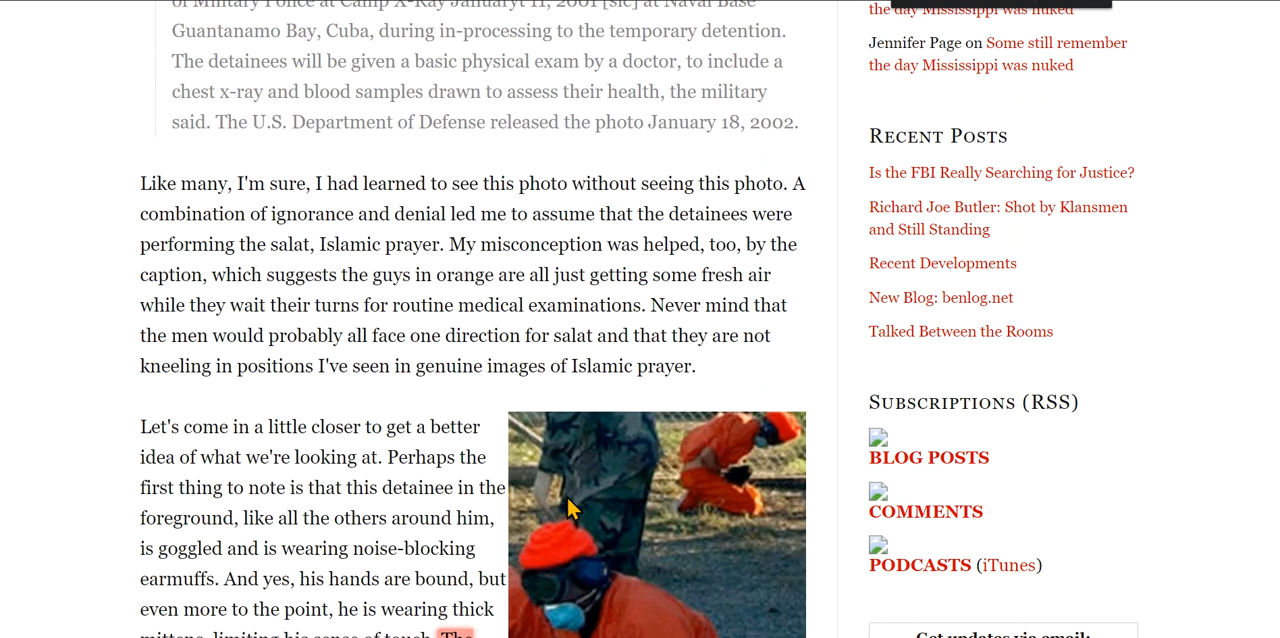 of Military Police at Camp X-Ray Januaryt 11, 2001 [sic] at Naval Base
Guantanamo Bay, Cuba, during in-processing to the temporary detention.
The detainees will be given a basic physical exam by a doctor, to include a
chest x-ray and blood samples drawn to assess their health, the military
said. The U.S. Department of Defense released the photo January 18, 2002.
Like many, I'm sure, I had learned to see this photo without seeing this photo. A
combination of ignorance and denial led me to assume that the detainees were
performing the salat, Islamic prayer. My misconception was helped, too, by the
caption, which suggests the guys in orange are all just getting some fresh air
while they wait their turns for routine medical examinations. Never mind that
the men would probably all face one direction for salat and that they are not
kneeling in positions I've seen in genuine images of Islamic prayer.
Let's come in a little closer to get a better
idea of what we're looking at. Perhaps the
first thing to note is that this detainee in the
foreground, like all the others around him,
is goggled and is wearing noise-blocking
earmuffs. And yes, his hands are bound, but
even more to the point, he is wearing thick
mittens, limiting his sense of touch. The
the day Mississippi was nuked
Jennifer Page on Some still remember
the day Mississippi was nuked
Recent Posts
Is the FBI Really Searching for Justice?
Richard Joe Butler: Shot by Klansmen
and Still Standing
Recent Developments
New Blog: benlog.net
Talked Between the Rooms
Subscriptions (RSS)
BLOG POSTS
COMMENTS
PODCASTS (iTunes)
Get updates via email: